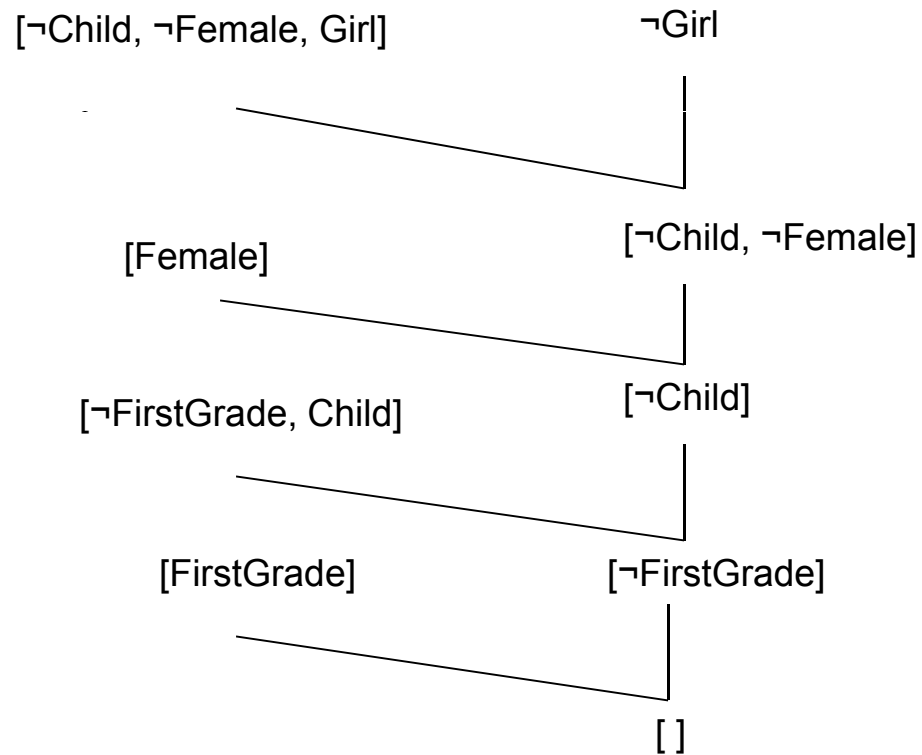 [¬Child, ¬Female, Girl] ¬Girl
[¬Child, ¬Female]
[Female]
[¬Child]
[¬FirstGrade, Child]
[FirstGrade] [¬FirstGrade]
[ ]